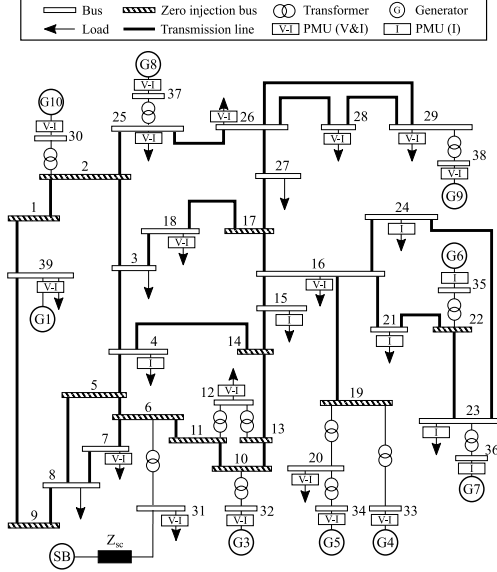 Bus Zero injection bus Transformer G Generator
Load Transmission line V-I PMU (V&I) I PMU (I)
G8
V-I
37
G10
V-I
30
25
V-I
V-I
26
28
V-I
29
V-I
38
V-I
G9
2
1
27
39
V-I
G1
18
V-I
17
24
I
G6
I
35
3
16
V-I
15
I
21
I
22
4
I
14
5
6
12
V-I
19
7
V-I
11
13
23
I
36
I
G7
8
10
20
V-I
9
31
V-I
V-I
32
G3
V-I
34
G5
V-I
33
G4
SB
Zsc